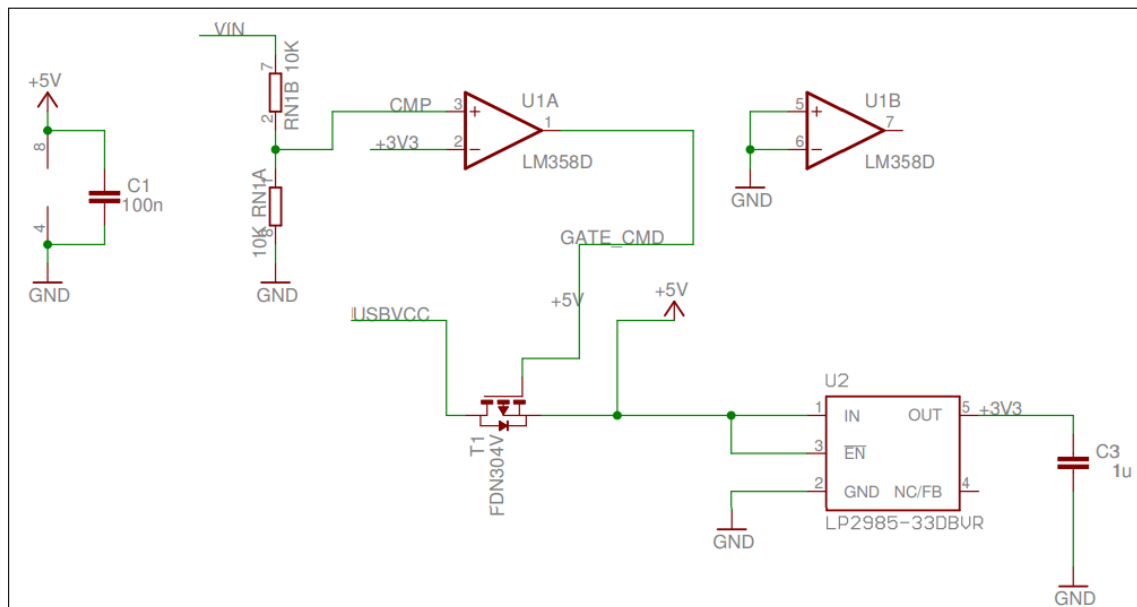 VIN
+5V
8
4
C1
100n
GND
7
2
RN1B 10K
1
8
10K RN1A
GND
CMP
+3V3
3
2
U1A
1
LM358D
5
6
U1B
7
LM358D
GND
GATE_CMD
+5V
+5V
USBVCC
T1
FDN304V
U2
1
IN
OUT
5
+3V3
3
EN
2
GND
NC/FB
4
LP2985-33DBVR
GND
C3
1u
GND